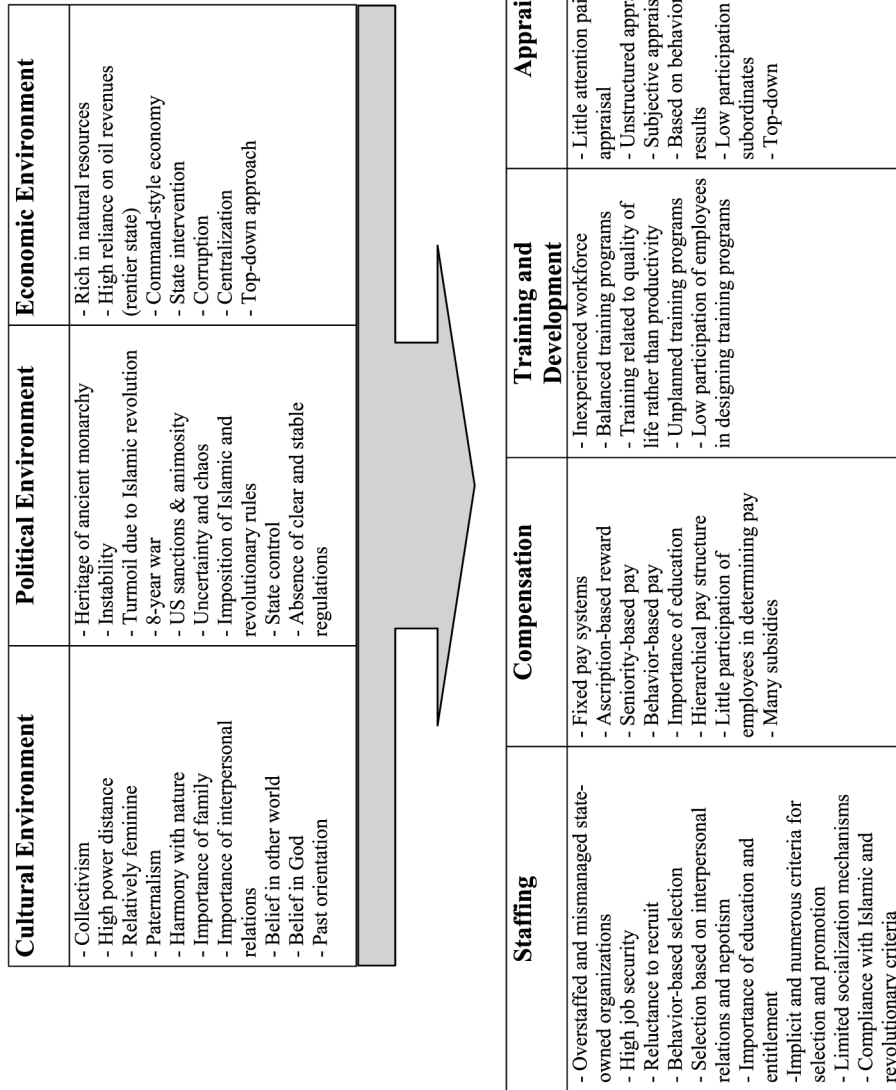 Cultural Environment
- Collectivism
- High power distance
- Relatively feminine
- Paternalism
- Harmony with nature
- Importance of family
- Importance of interpersonal
relations
- Belief in other world
- Belief in God
- Past orientation
Political Environment
- Heritage of ancient monarchy
- Instability
- Turmoil due to Islamic revolution
- 8-year war
- US sanctions & animosity
- Uncertainty and chaos
- Imposition of Islamic and
revolutionary rules
- State control
- Absence of clear and stable
regulations
Economic Environment
- Rich in natural resources
- High reliance on oil revenues
(rentier state)
- Command-style economy
- State intervention
- Corruption
- Centralization
- Top-down approach
Staffing
- Overstaffed and mismanaged state-
owned organizations
- High job security
- Reluctance to recruit
- Behavior-based selection
- Selection based on interpersonal
relations and nepotism
- Importance of education and
entitlement
-Implicit and numerous criteria for
selection and promotion
- Limited socialization mechanisms
- Compliance with Islamic and
revolutionary criteria
Compensation
- Fixed pay systems
- Ascription-based reward
- Seniority-based pay
- Behavior-based pay
- Importance of education
- Hierarchical pay structure
- Little participation of
employees in determining pay
- Many subsidies
Training and
Development
- Inexperienced workforce
- Balanced training programs
- Training related to quality of
life rather than productivity
- Unplanned training programs
- Low participation of employees
in designing training programs
- Little attention
appraisal
- Unstructured
- Subjective
- Based on
results
- Low participation
subordinates
- Top-down